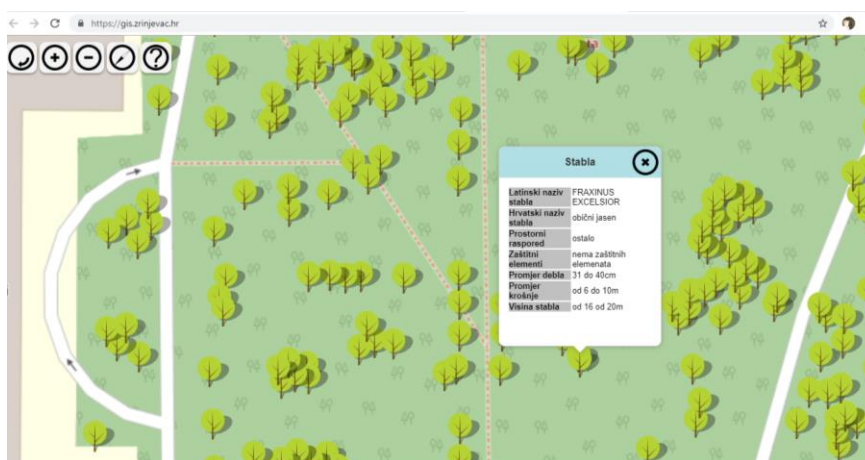 https://gis.zrinjevac.hr
Stabla
Latinski naziv stabla FRAXINUS EXCELSIOR
Hrvatski naziv stabla obični jasen
Prostorni raspored ostalo
Zaštitni elementi nema zaštitnih elemenata
Promjer debla 31 do 40cm
Promjer krošnje od 6 do 10m
Visina stabla od 16 od 20m